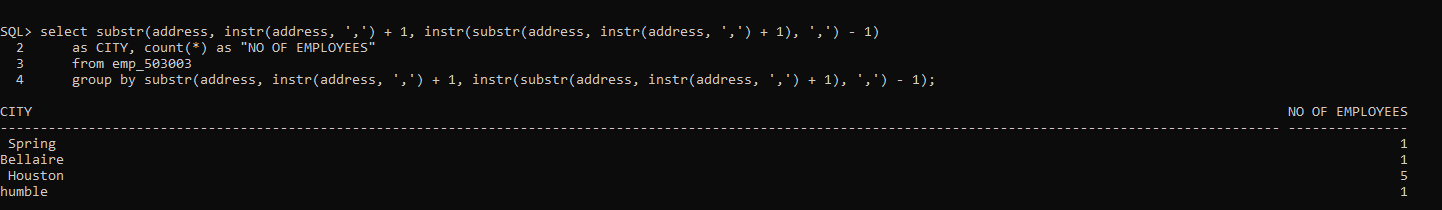 SQL> select substr(address, instr(address, ',') + 1, instr(substr(address, instr(address, ',') + 1), ',') - 1)
  2      as CITY, count(*) as "NO OF EMPLOYEES"
  3      from emp_503003
  4      group by substr(address, instr(address, ',') + 1, instr(substr(address, instr(address, ',') + 1), ',') - 1);
CITY NO OF EMPLOYEES
---------------------------------------------------------------------------------------------------------------------------------------------------------------- ---------------
 Spring 1
Bellaire 1
 Houston 5
humble 1